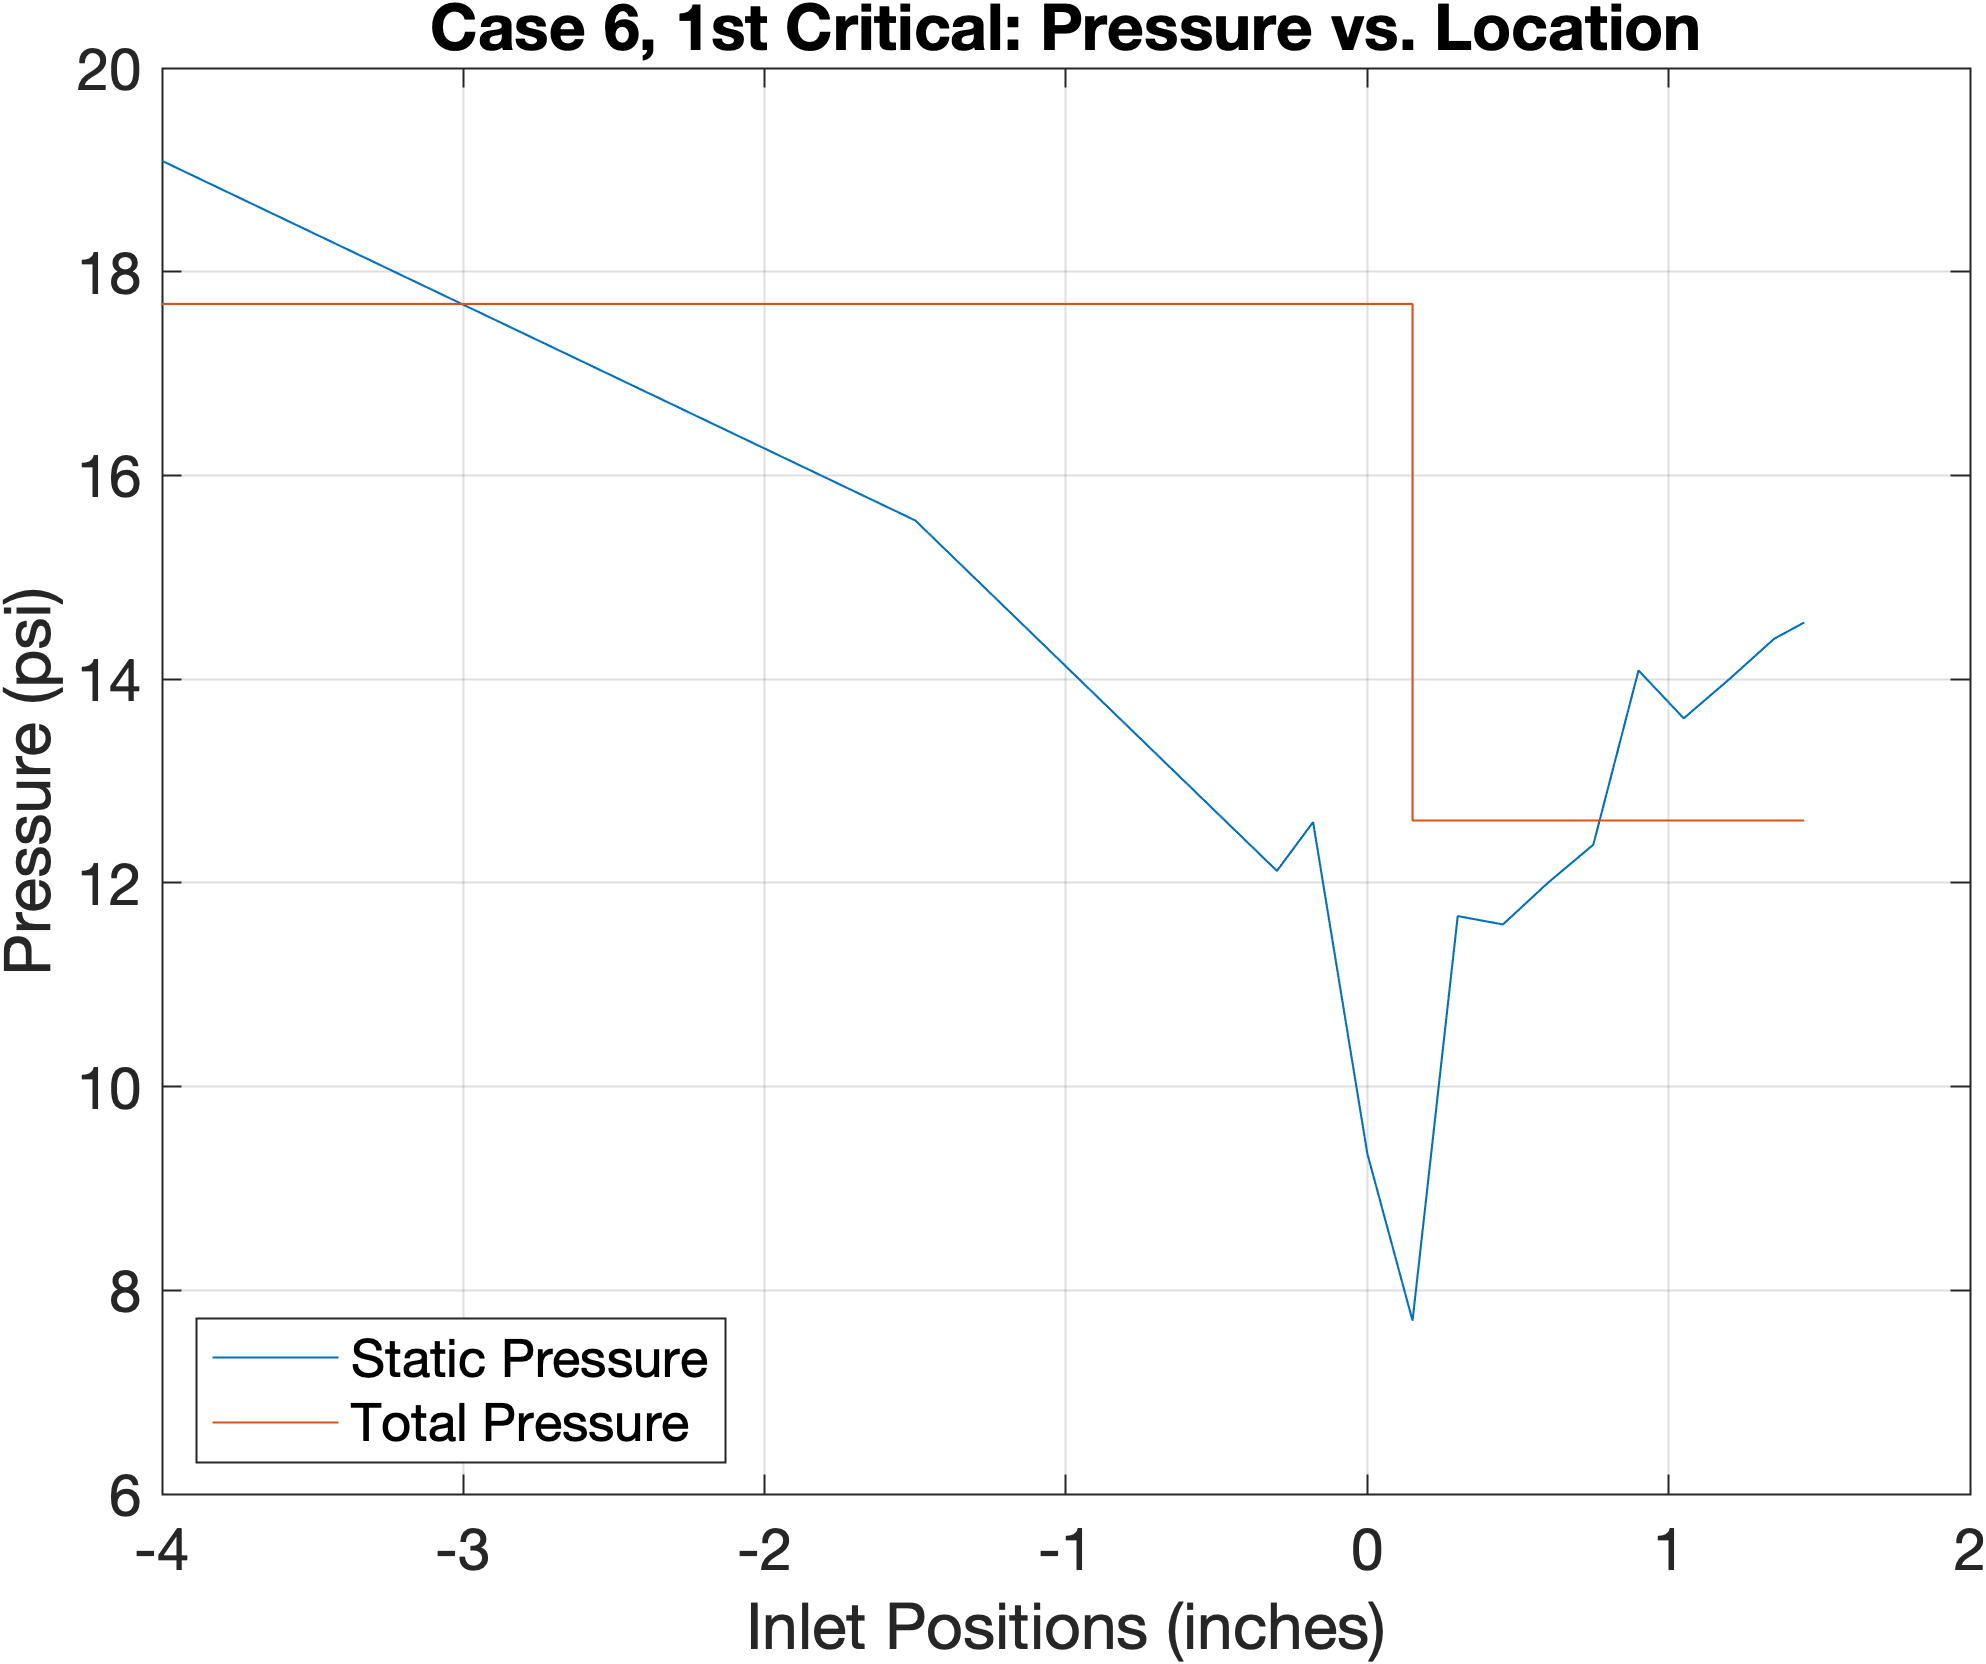 Case 6, 1st Critical: Pressure vs. Location
20
18
16
14
12
10
8
6
Pressure (psi)
Static Pressure
Total Pressure
-4 -3 -2 -1 0 1 2
Inlet Positions (inches)